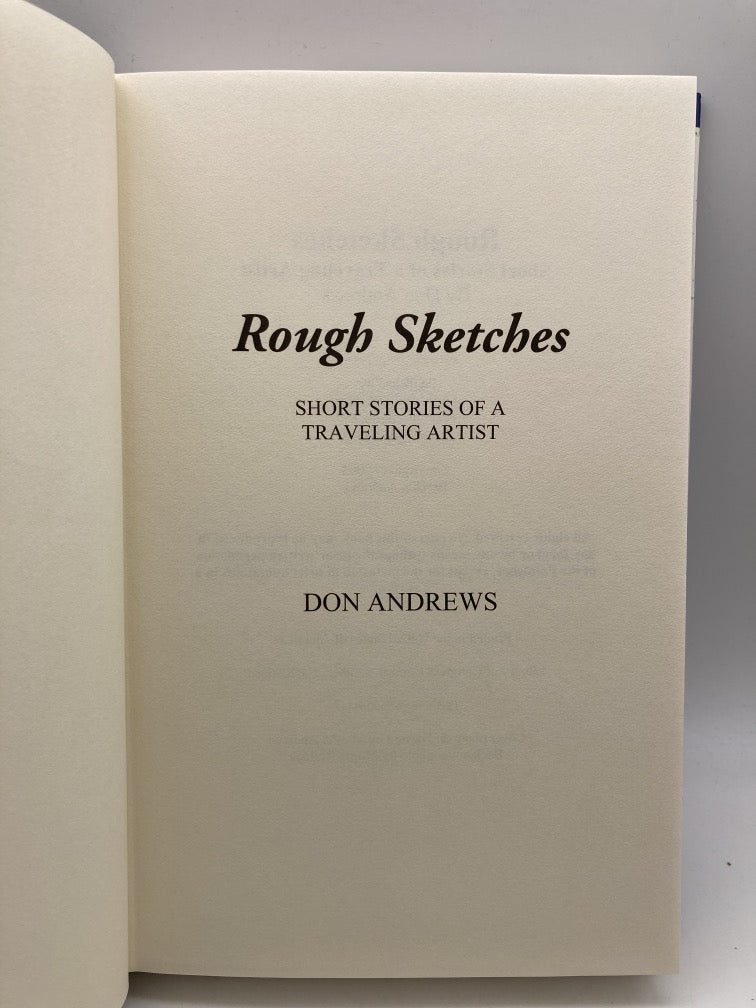 Rough Sketches
SHORT STORIES OF A
TRAVELING ARTIST
DON ANDREWS